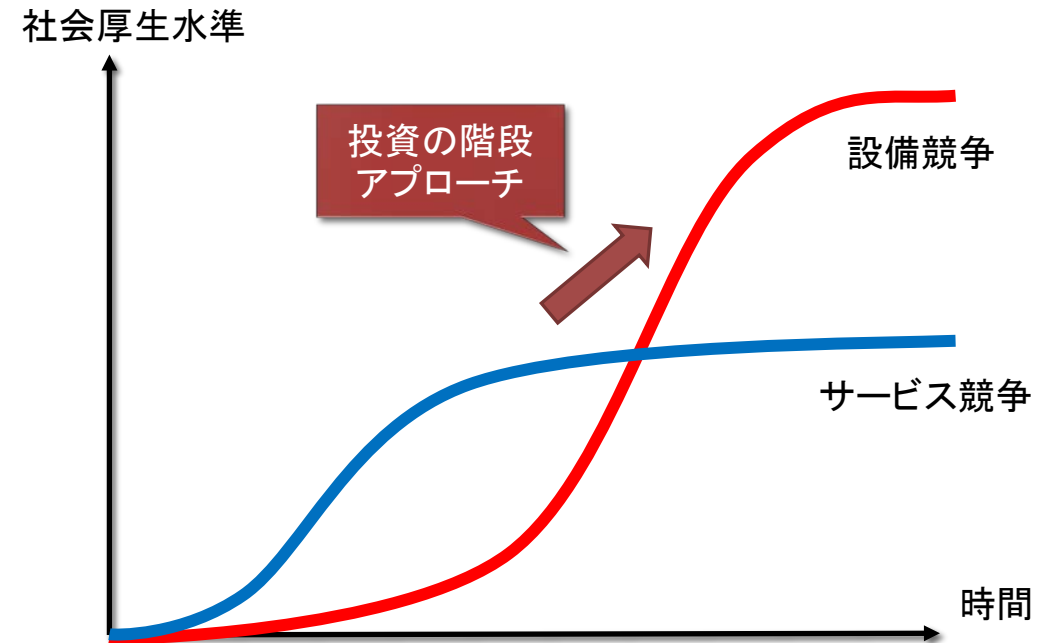 社会厚生水準
投資の階段
アプローチ
設備競争
サービス競争
時間